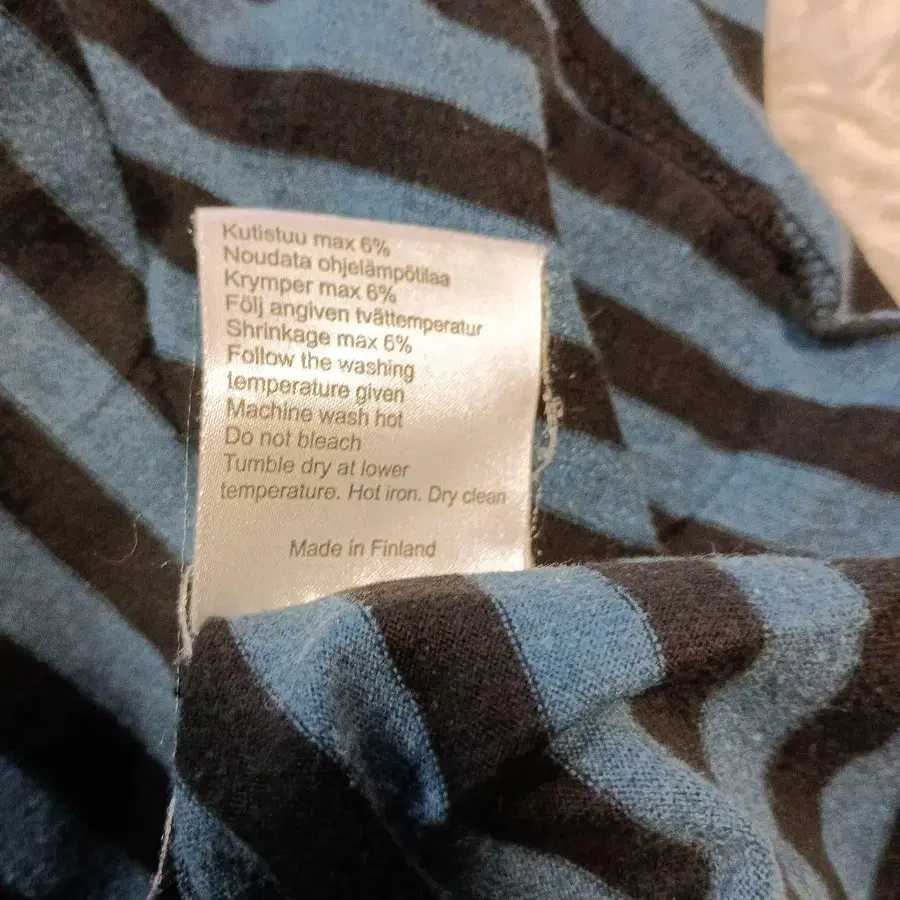 Kutistuu max 6%
Noudata ohjelämpötilaa
Krymper max 6%
Följ angiven tvättemperatur
Shrinkage max 6%
Follow the washing
temperature given
Machine wash hot
Do not bleach
Tumble dry at lower
temperature. Hot iron. Dry clean
Made in Finland